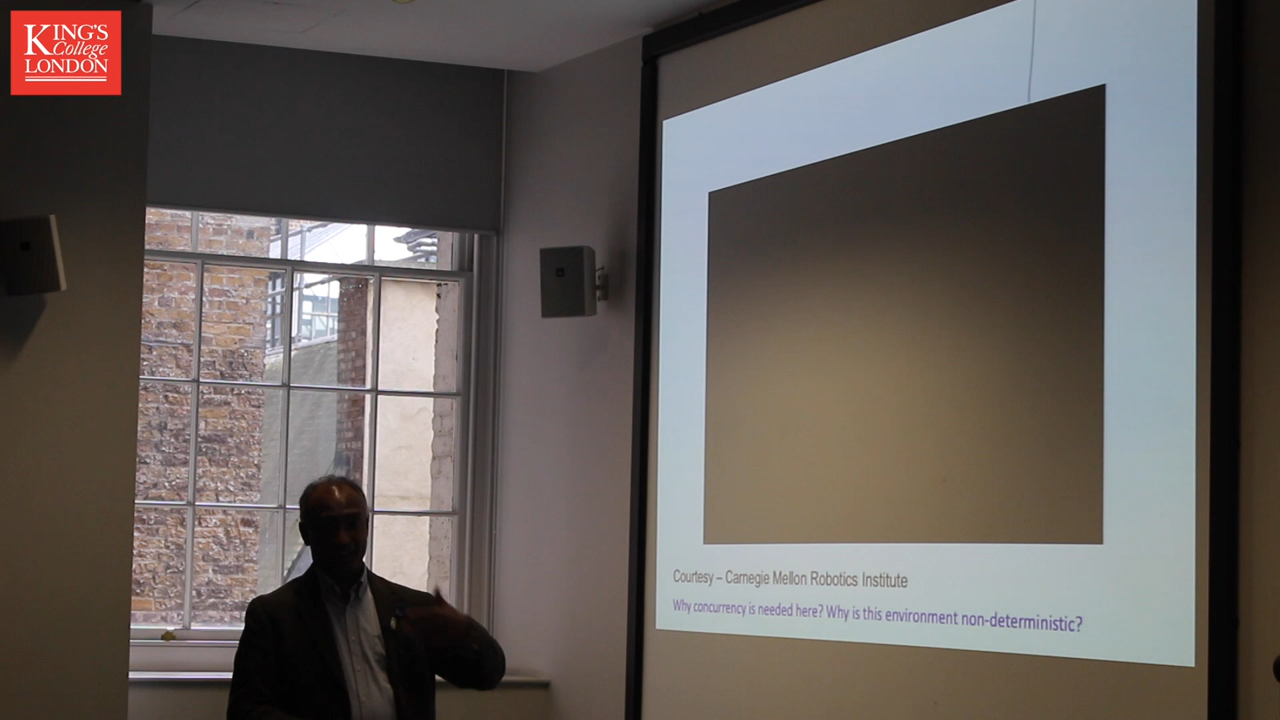 KING'S
College
LONDON
Courtesy – Carnegie Mellon Robotics Institute
Why concurrency is needed here? Why is this environment non-deterministic?